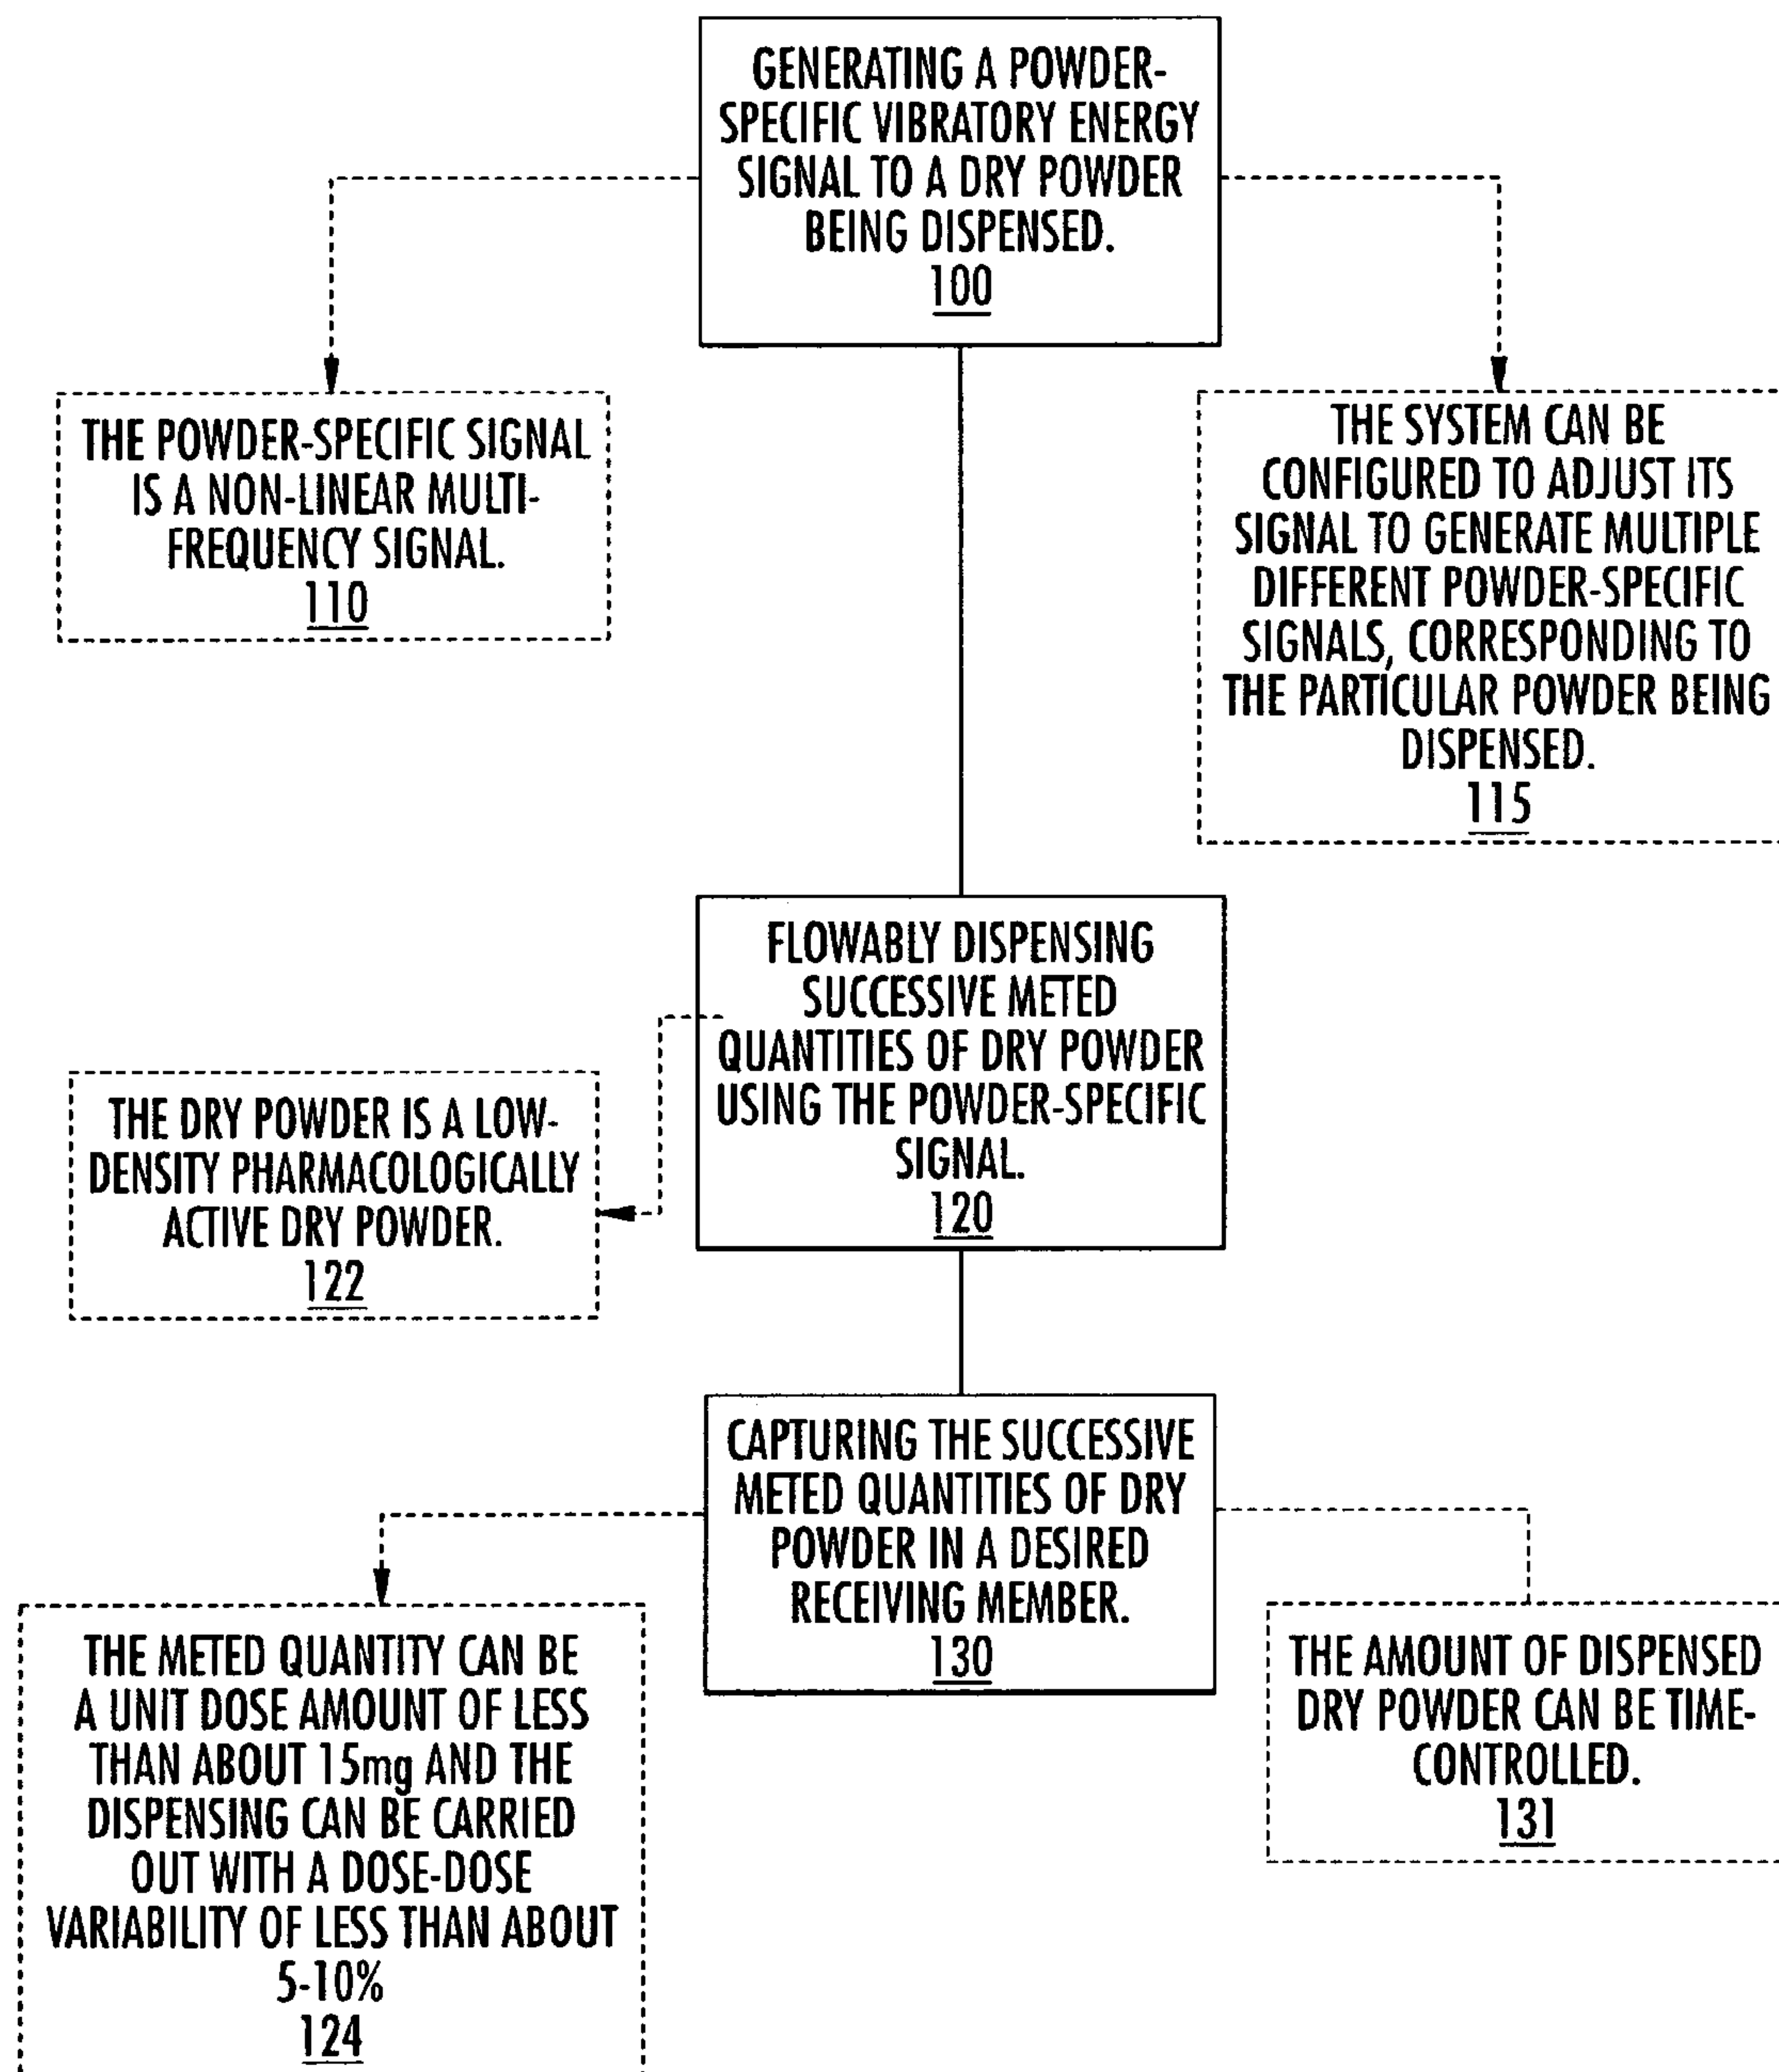 GENERATING A POWDER-
SPECIFIC VIBRATORY ENERGY
SIGNAL TO A DRY POWDER
BEING DISPENSED.
100
THE POWDER-SPECIFIC SIGNAL
IS A NON-LINEAR MULTI-
FREQUENCY SIGNAL.
110
THE SYSTEM CAN BE
CONFIGURED TO ADJUST ITS
SIGNAL TO GENERATE MULTIPLE
DIFFERENT POWDER-SPECIFIC
SIGNALS, CORRESPONDING TO
THE PARTICULAR POWDER BEING
DISPENSED.
115
FLOWABLY DISPENSING
SUCCESSIVE METED
QUANTITIES OF DRY POWDER
USING THE POWDER-SPECIFIC
SIGNAL.
120
THE DRY POWDER IS A LOW-
DENSITY PHARMACOLOGICALLY
ACTIVE DRY POWDER.
122
CAPTURING THE SUCCESSIVE
METED QUANTITIES OF DRY
POWDER IN A DESIRED
RECEIVING MEMBER.
130
THE METED QUANTITY CAN BE
A UNIT DOSE AMOUNT OF LESS
THAN ABOUT 15mg AND THE
DISPENSING CAN BE CARRIED
OUT WITH A DOSE-DOSE
VARIABILITY OF LESS THAN ABOUT
5-10%
124
THE AMOUNT OF DISPENSED
DRY POWDER CAN BE TIME-
CONTROLLED.
131